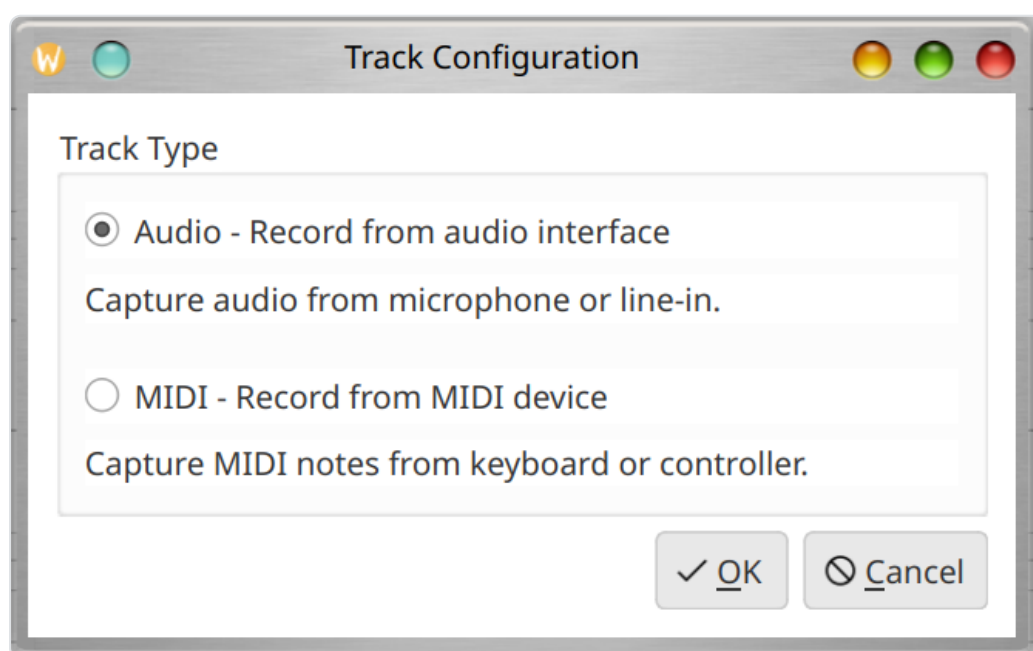 W
Track Configuration
Track Type
Audio - Record from audio interface
Capture audio from microphone or line-in.
MIDI - Record from MIDI device
Capture MIDI notes from keyboard or controller.
OK Cancel